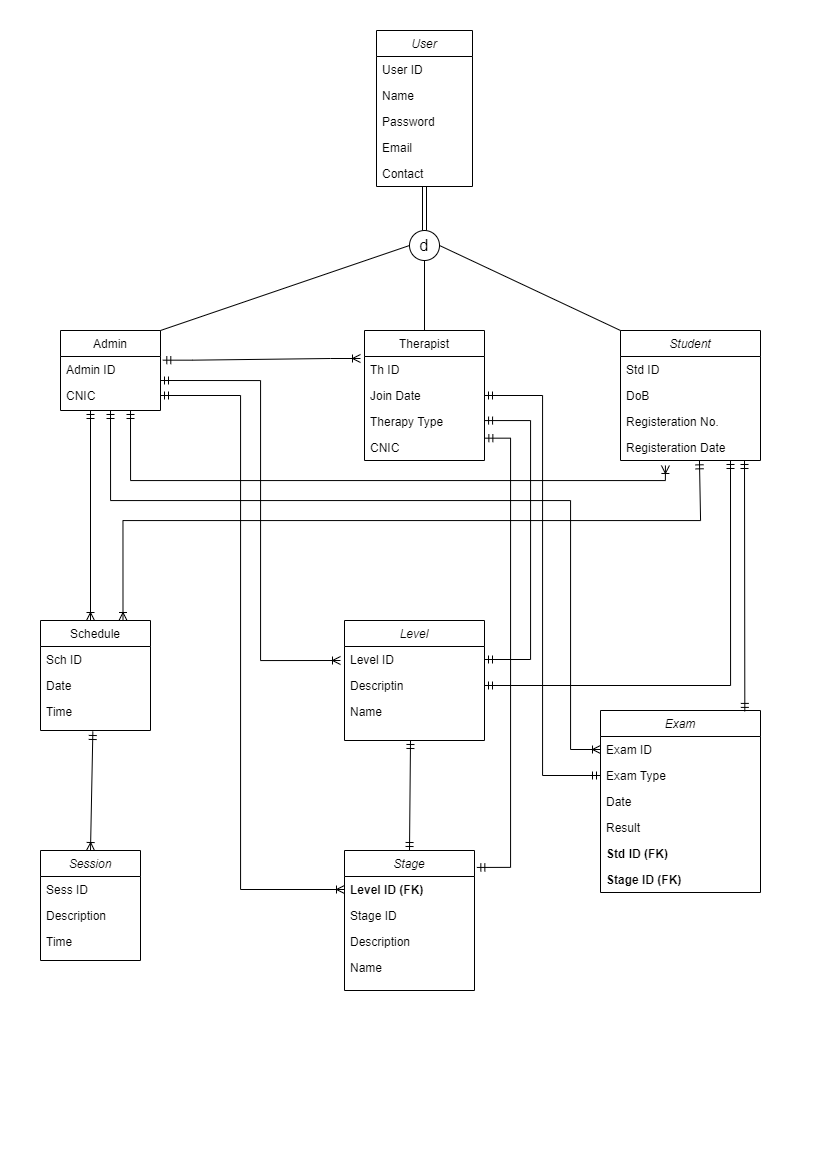 User
User ID
Name
Password
Email
Contact
d
Admin
Admin ID
CNIC
Therapist
Th ID
Join Date
Therapy Type
CNIC
Student
Std ID
DoB
Registeration No.
Registeration Date
Schedule
Sch ID
Date
Time
Level
Level ID
Descriptin
Name
Exam
Exam ID
Exam Type
Date
Result
Std ID (FK)
Stage ID (FK)
Session
Sess ID
Description
Time
Stage
Level ID (FK)
Stage ID
Description
Name